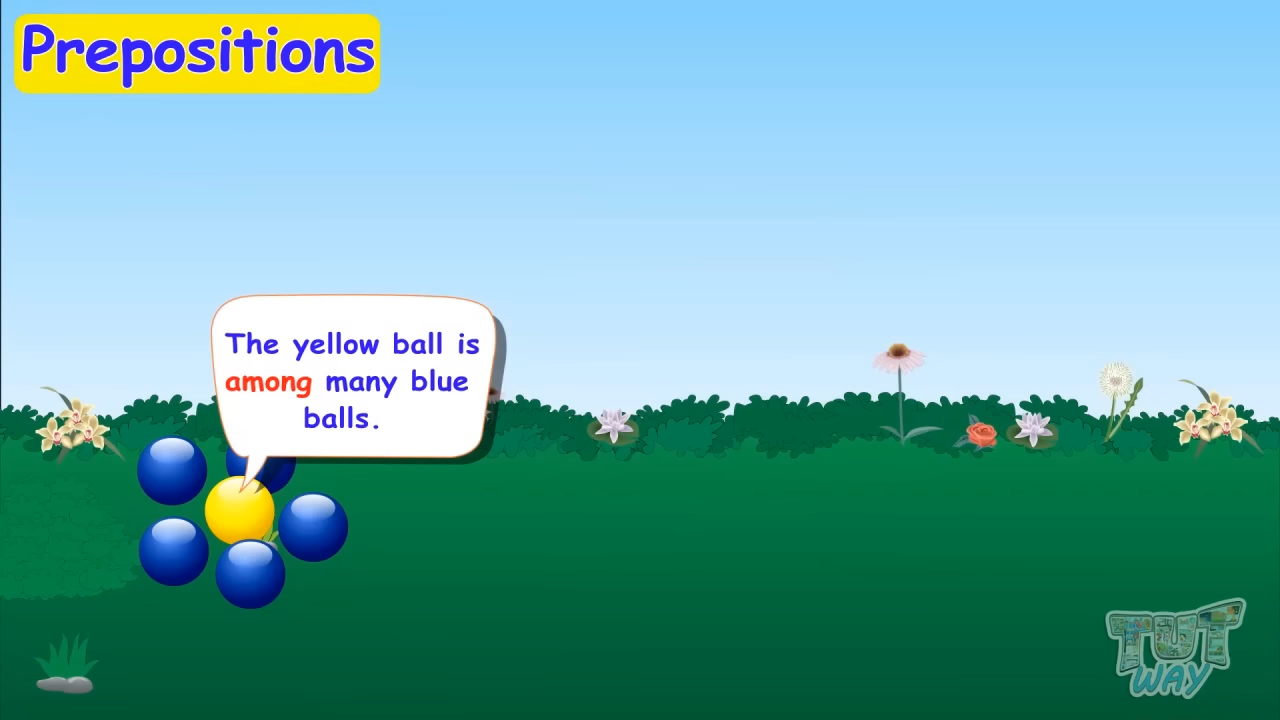 Prepositions
The yellow ball is
among many blue
balls.
TUT
WAY